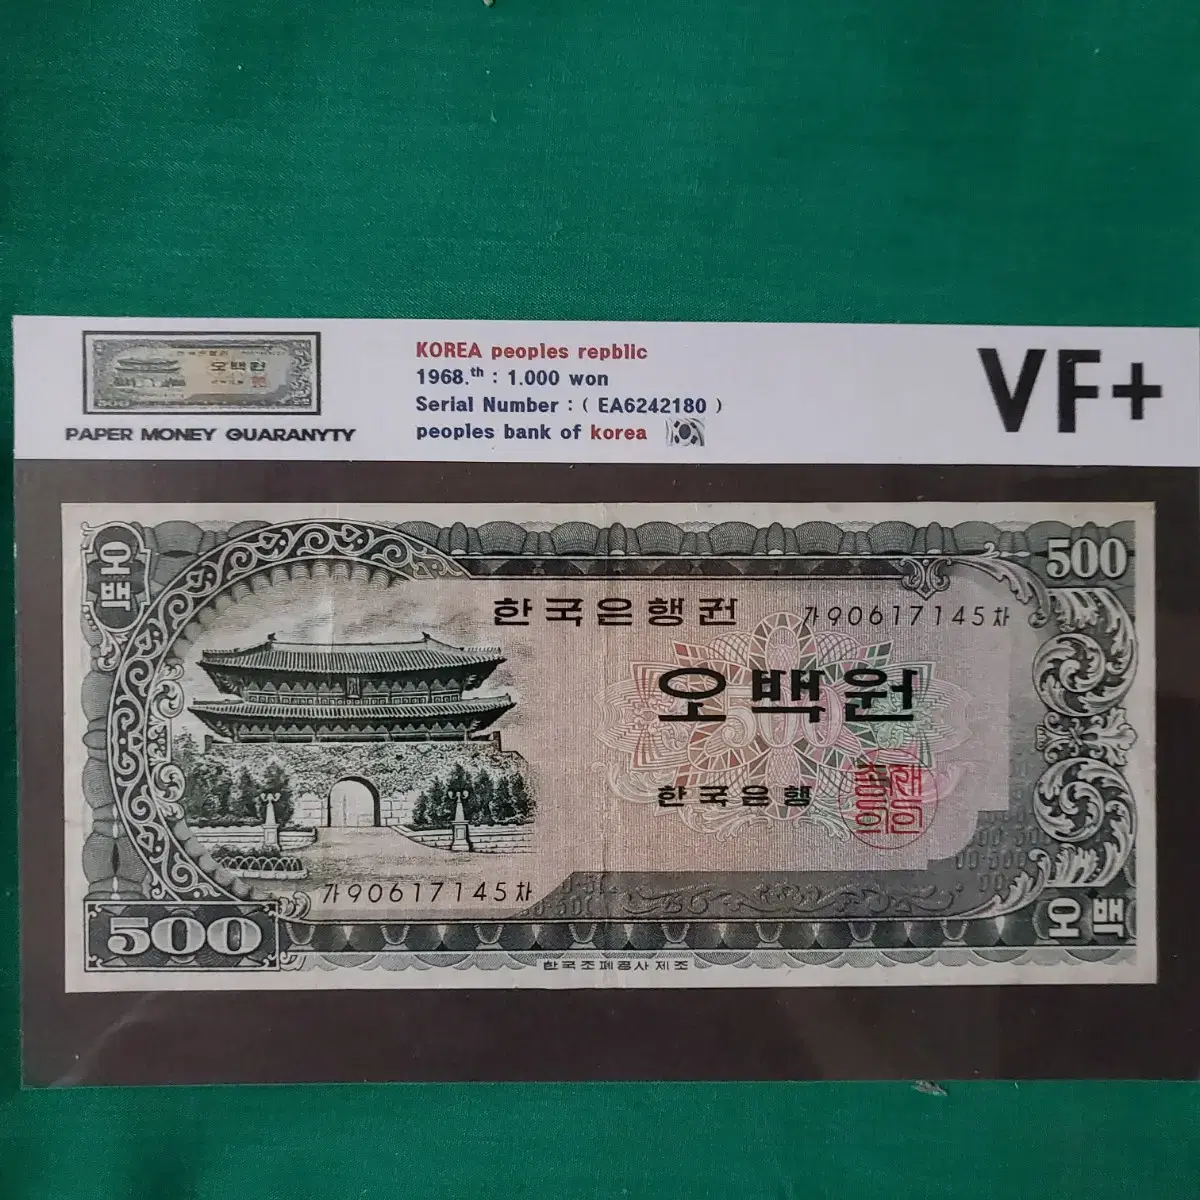 KOREA peoples repblic
1968.th : 1.000 won
Serial Number : ( EA6242180 )
peoples bank of korea
PAPER MONEY GUARANYTY
VF+
오백
500
한국은행권
가90617145차
오백원
500
한국은행
가90617145차
500
오백
한국조폐공사제조